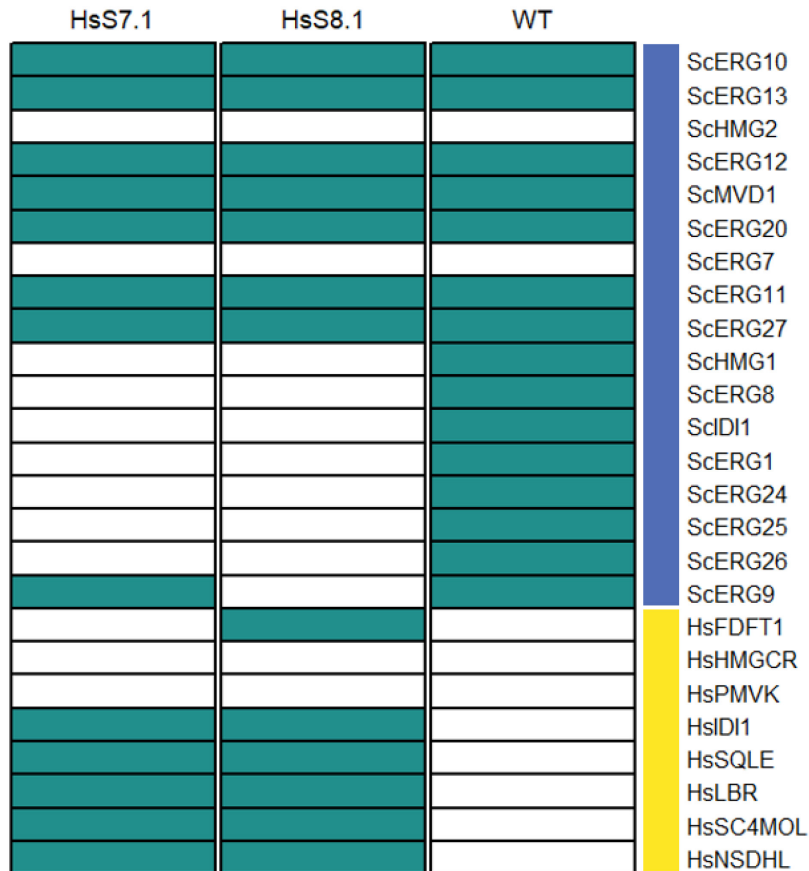 HsS7.1 HsS8.1 WT
ScERG10
ScERG13
ScHMG2
ScERG12
ScMVD1
ScERG20
ScERG7
ScERG11
ScERG27
ScHMG1
ScERG8
ScIDI1
ScERG1
ScERG24
ScERG25
ScERG26
ScERG9
HsFDFT1
HsHMGCR
HsPMVK
HsIDI1
HsSQLE
HsLBR
HsSC4MOL
HsNSDHL